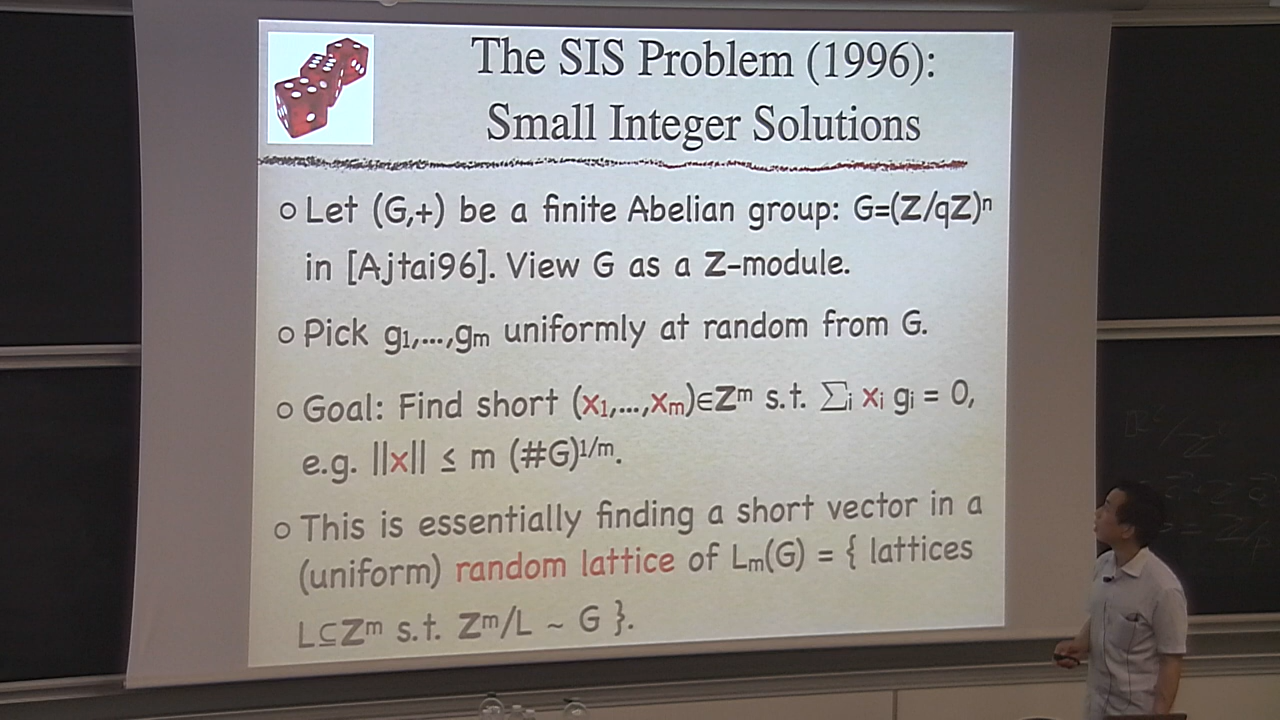 The SIS Problem (1996):
Small Integer Solutions
○ Let (G,+) be a finite Abelian group: G=(Z/qZ)ⁿ
in [Ajtai96]. View G as a Z-module.
○ Pick g₁,...,gₘ uniformly at random from G.
○ Goal: Find short (x₁,...,xₘ)∈Zᵐ s.t. ∑ᵢ xᵢ gᵢ = 0,
e.g. ||x|| ≤ m (#G)¹/ᵐ.
○ This is essentially finding a short vector in a
(uniform) random lattice of Lₘ(G) = { lattices
L⊆Zᵐ s.t. Zᵐ/L ~ G }.